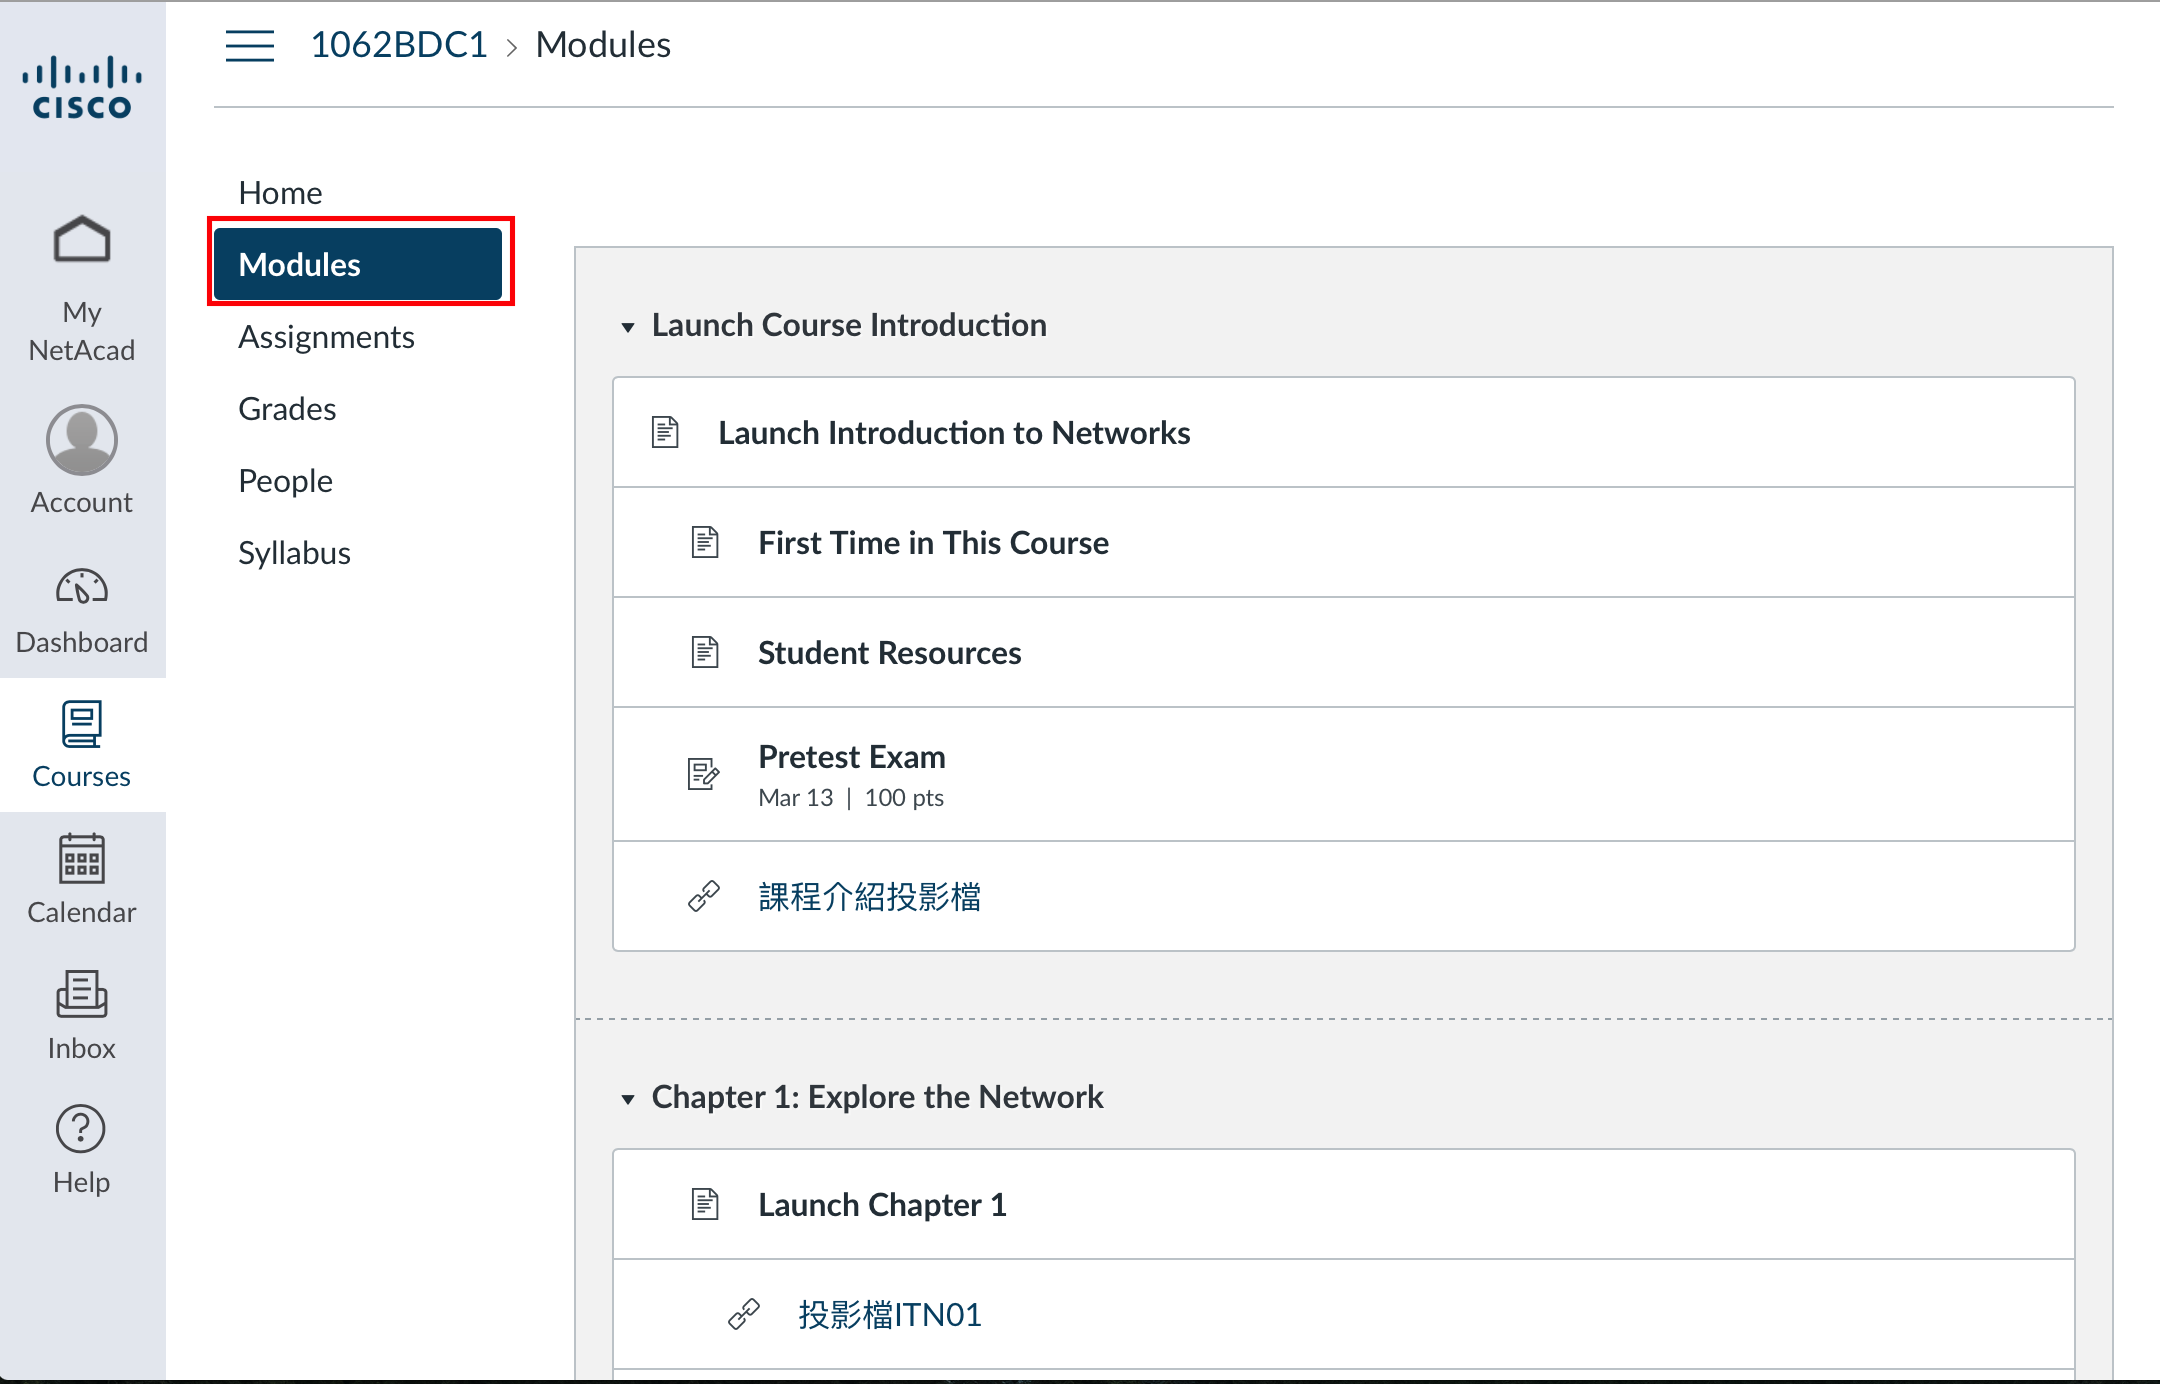 1062BDC1 > Modules
CISCO
My
NetAcad
Account
Dashboard
Courses
Calendar
Inbox
Help
Home
Modules
Assignments
Grades
People
Syllabus
Launch Course Introduction
Launch Introduction to Networks
First Time in This Course
Student Resources
Pretest Exam
Mar 13 | 100 pts
課程介紹投影檔
Chapter 1: Explore the Network
Launch Chapter 1
投影檔ITN01